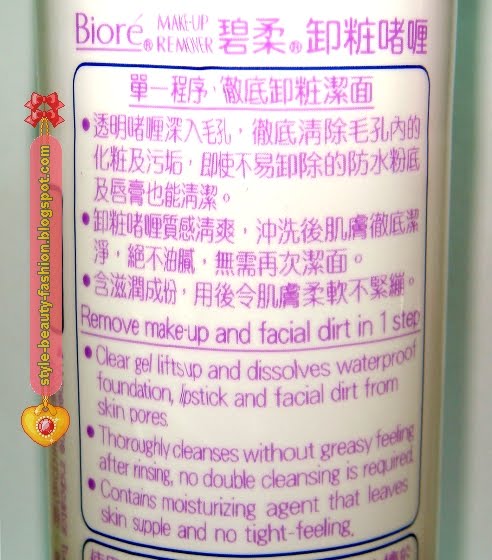 Bioré® MAKE-UP REMOVER 碧柔® 卸粧啫喱
單一程序，徹底卸粧潔面
•透明啫喱深入毛孔，徹底清除毛孔內的
化粧及污垢，即使不易卸除的防水粉底
及唇膏也能清潔。
•卸粧啫喱質感清爽，沖洗後肌膚徹底潔
淨，絕不油膩，無需再次潔面。
•含滋潤成份，用後令肌膚柔軟不緊繃。
Remove make-up and facial dirt in 1 step
• Clear gel lifts up and dissolves waterproof
foundation, lipstick and facial dirt from
skin pores.
• Thoroughly cleanses without greasy feeling
after rinsing, no double cleansing is required.
• Contains moisturizing agent that leaves
skin supple and no tight-feeling.
style-beauty-fashion.blogspot.com